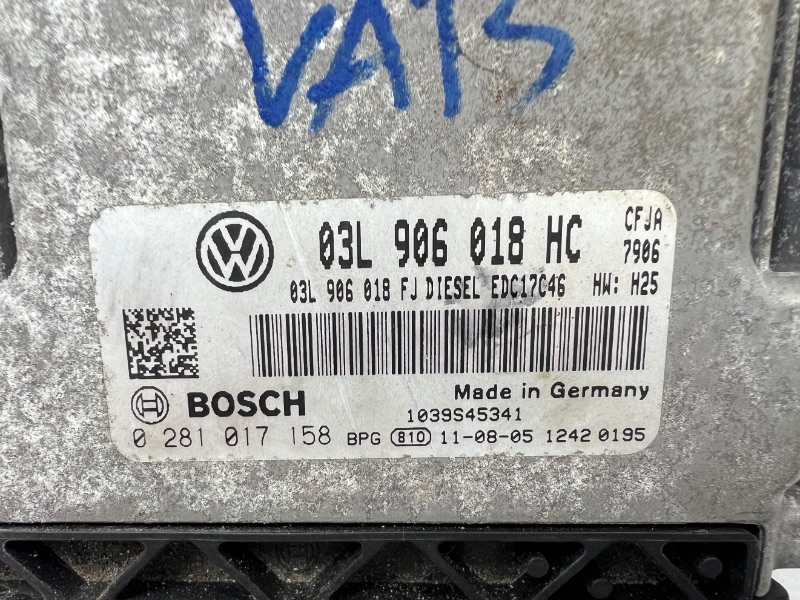 VATS
03L 906 018 HC
CFJA
7906
03L 906 018 FJ DIESEL EDC17C46 HW: H25
BOSCH
Made in Germany
1039S45341
0 281 017 158 BPG 810 11-08-05 1242 0195